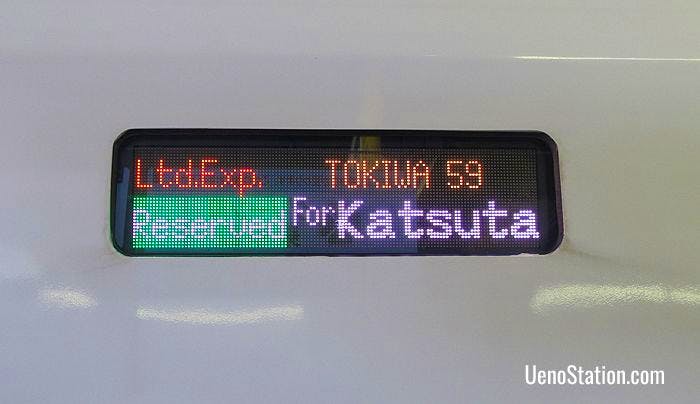 Ltd.Exp. TOKIWA 59
Reserved For Katsuta
UenoStation.com